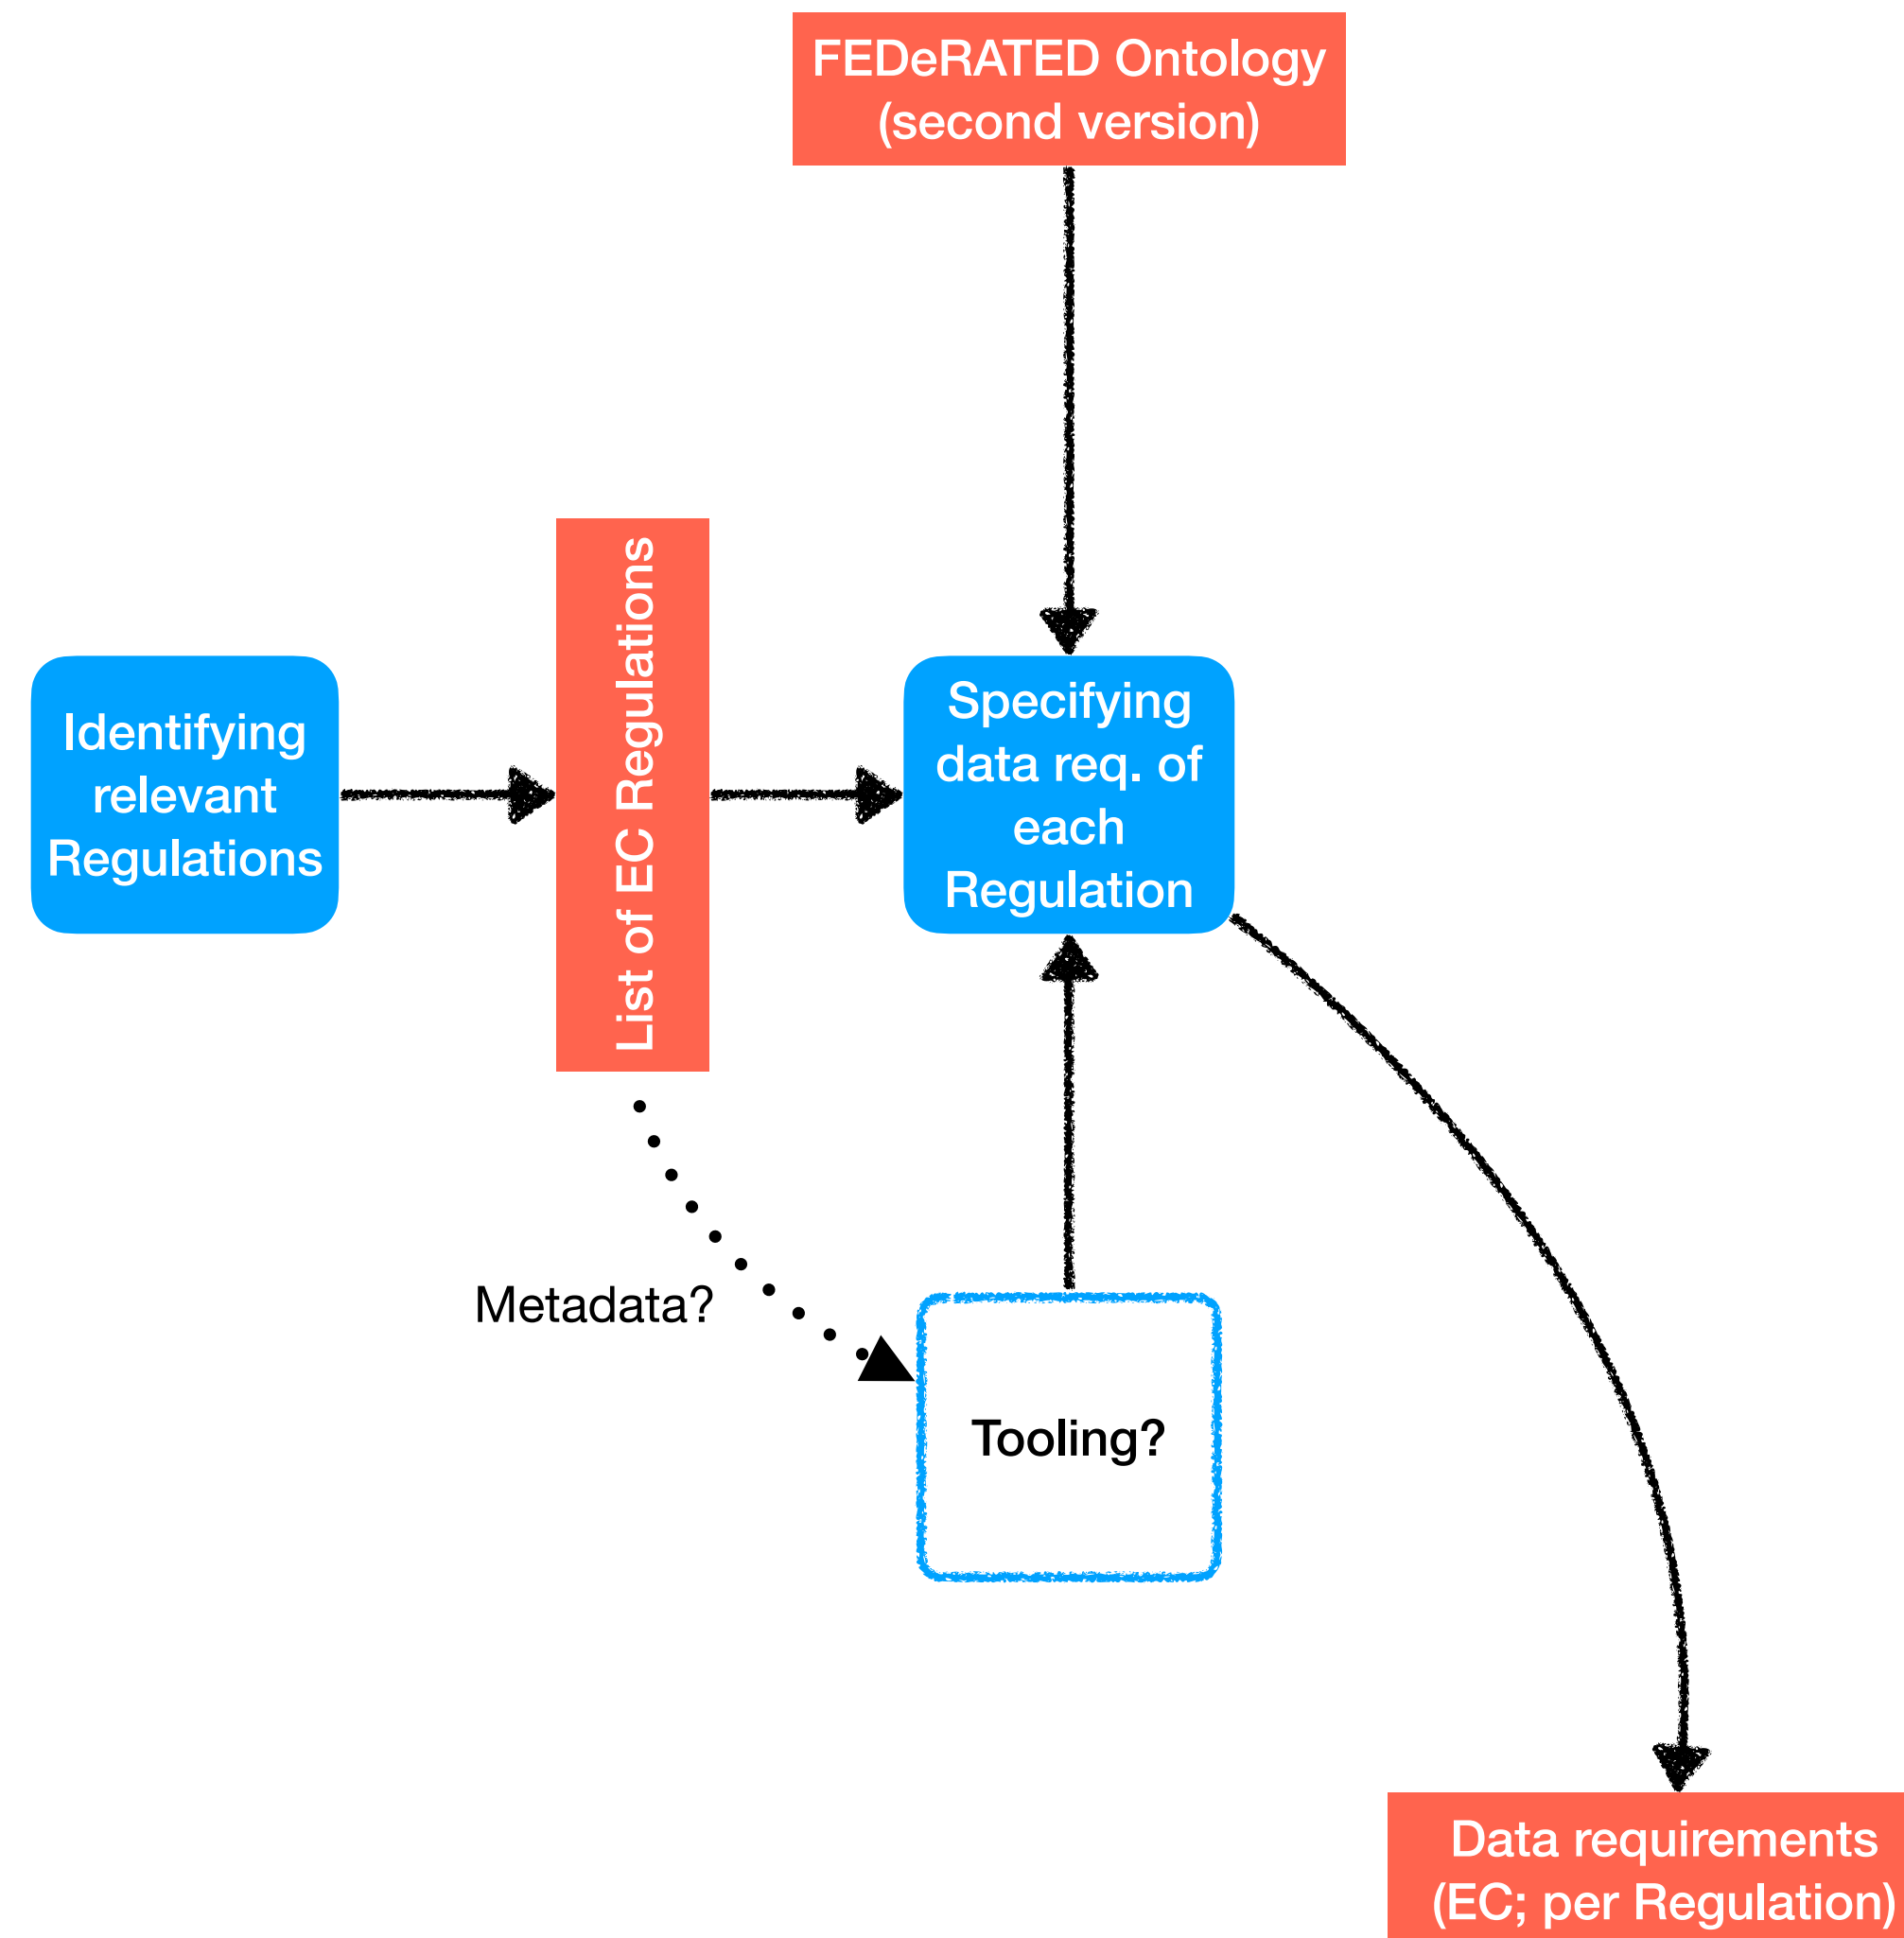 FEDeRATED Ontology
(second version)
Identifying
relevant
Regulations
List of EC Regulations
Specifying
data req. of
each
Regulation
Metadata?
Tooling?
Data requirements
(EC; per Regulation)